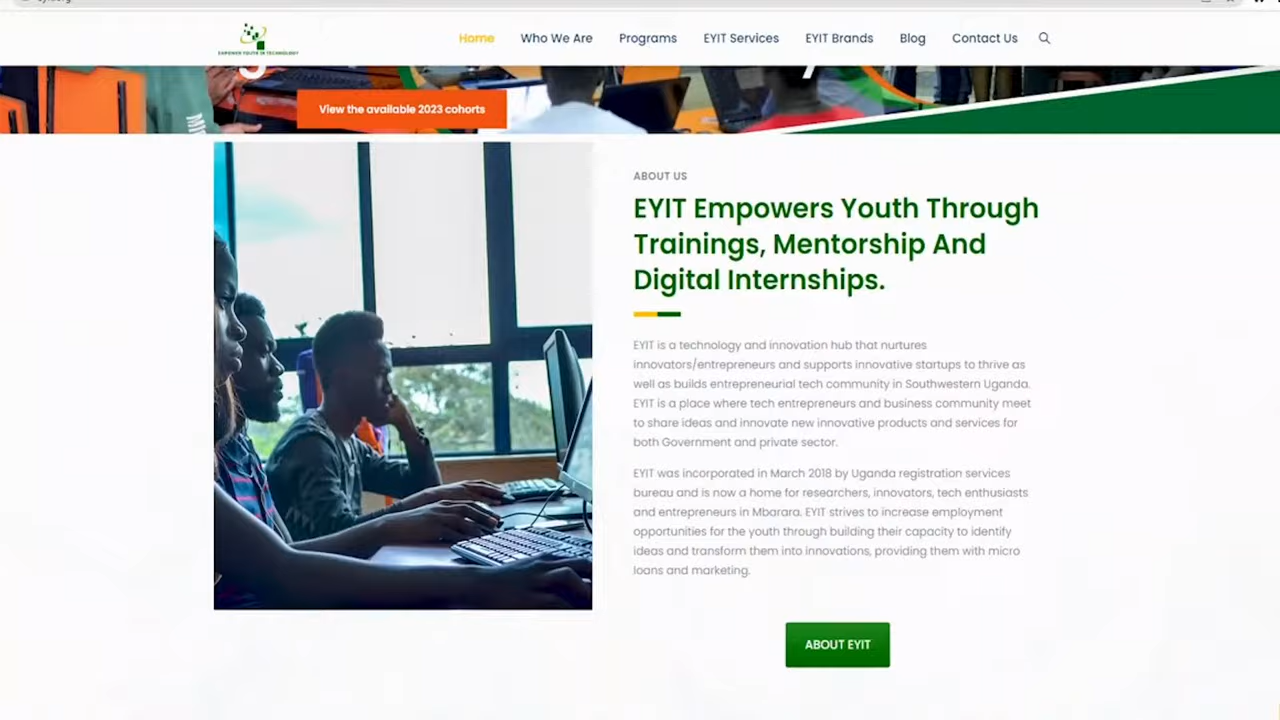 EMPOWER YOUTH IN TECHNOLOGY
Home Who We Are Programs EYIT Services EYIT Brands Blog Contact Us
View the available 2023 cohorts
ABOUT US
EYIT Empowers Youth Through
Trainings, Mentorship And
Digital Internships.
EYIT is a technology and innovation hub that nurtures
innovators/entrepreneurs and supports innovative startups to thrive as
well as builds entrepreneurial tech community in Southwestern Uganda.
EYIT is a place where tech entrepreneurs and business community meet
to share ideas and innovate new innovative products and services for
both Government and private sector.
EYIT was incorporated in March 2018 by Uganda registration services
bureau and is now a home for researchers, innovators, tech enthusiasts
and entrepreneurs in Mbarara. EYIT strives to increase employment
opportunities for the youth through building their capacity to identify
ideas and transform them into innovations, providing them with micro
loans and marketing.
ABOUT EYIT